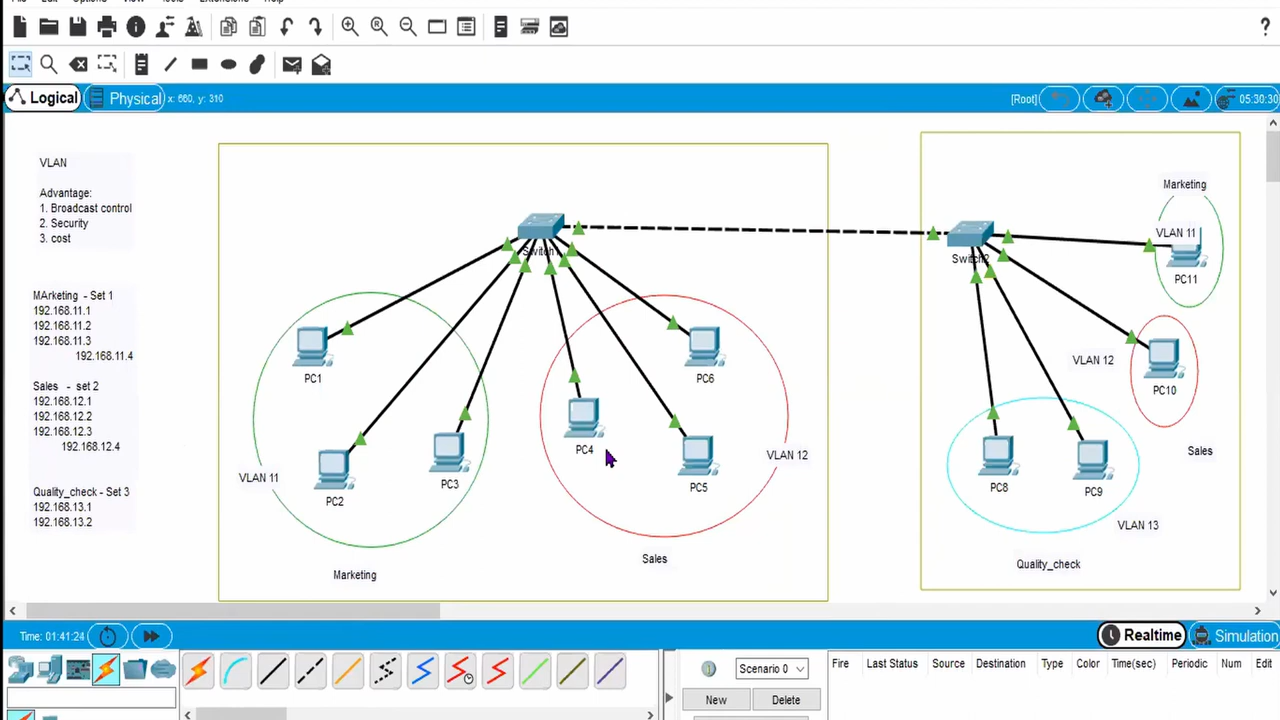 Logical
Physical
x: 660, y: 310
[Root]
05:30:30
VLAN
Advantage:
1. Broadcast control
2. Security
3. cost
MArketing - Set 1
192.168.11.1
192.168.11.2
192.168.11.3
192.168.11.4
Sales - set 2
192.168.12.1
192.168.12.2
192.168.12.3
192.168.12.4
Quality_check - Set 3
192.168.13.1
192.168.13.2
PC1
PC2
PC3
VLAN 11
Marketing
PC6
PC4
PC5
VLAN 12
Sales
Switch2
Marketing
VLAN 11
PC11
VLAN 12
PC10
Sales
PC8
PC9
VLAN 13
Quality_check
Time: 01:41:24
Realtime
Simulation
Scenario 0
New
Delete
Fire Last Status Source Destination Type Color Time(sec) Periodic Num Edit